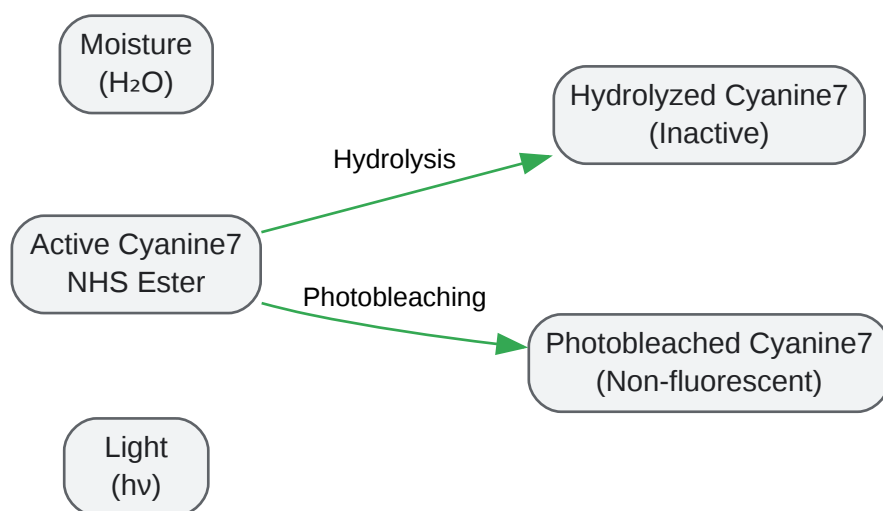 Moisture
(H₂O)
Hydrolyzed Cyanine7
(Inactive)
Hydrolysis
Active Cyanine7
NHS Ester
Photobleaching
Photobleached Cyanine7
(Non-fluorescent)
Light
(hν)